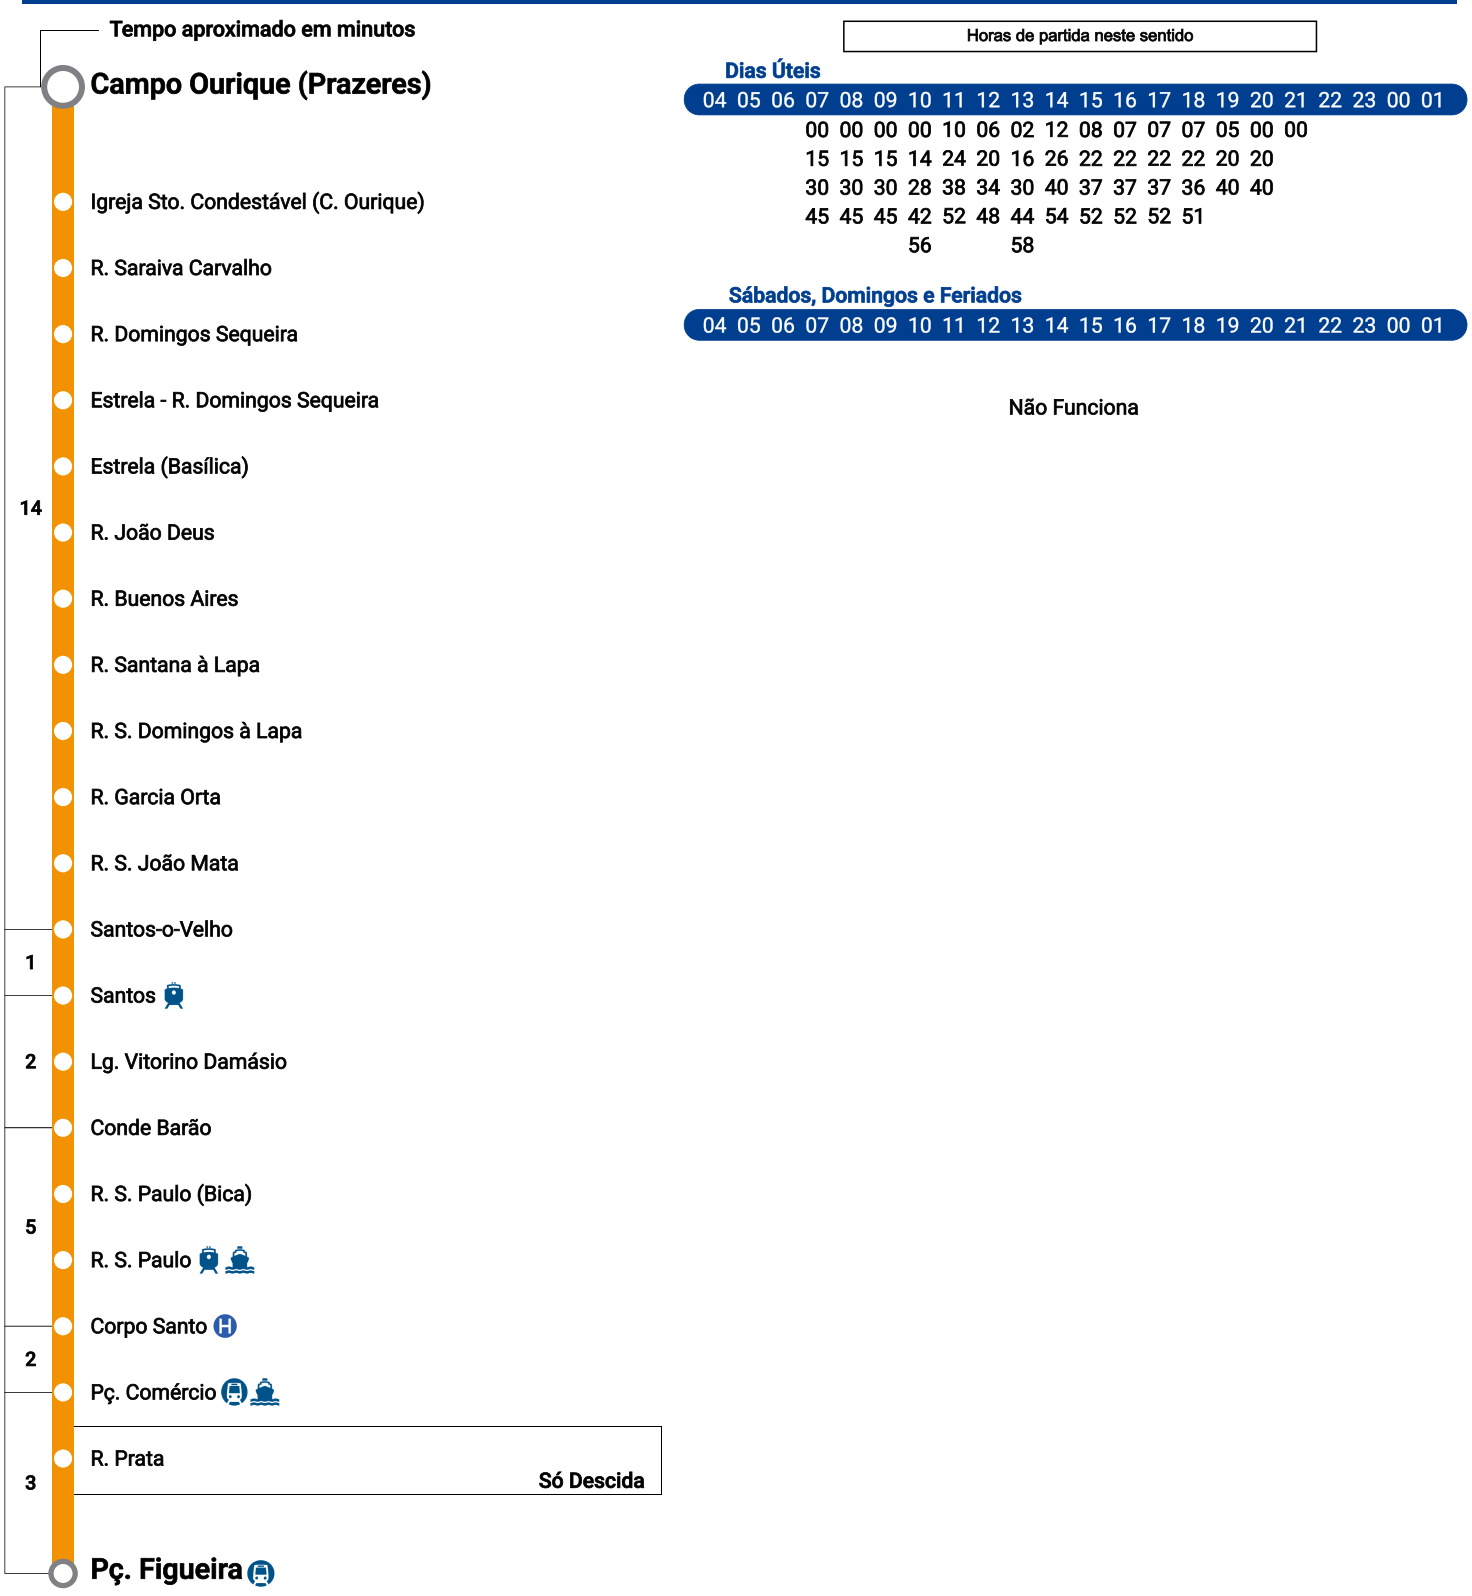 Tempo aproximado em minutos
Campo Ourique (Prazeres)
Igreja Sto. Condestável (C. Ourique)
R. Saraiva Carvalho
R. Domingos Sequeira
Estrela - R. Domingos Sequeira
Estrela (Basílica)
14
R. João Deus
R. Buenos Aires
R. Santana à Lapa
R. S. Domingos à Lapa
R. Garcia Orta
R. S. João Mata
Santos-o-Velho
1
Santos
2 Lg. Vitorino Damásio
Conde Barão
R. S. Paulo (Bica)
5
R. S. Paulo
Corpo Santo H
2
Pç. Comércio
R. Prata
Só Descida
3
Pç. Figueira
Horas de partida neste sentido
Dias Úteis
04 05 06 07 08 09 10 11 12 13 14 15 16 17 18 19 20 21 22 23 00 01
00 00 00 00 10 06 02 12 08 07 07 07 05 00 00
15 15 15 14 24 20 16 26 22 22 22 22 20 20
30 30 30 28 38 34 30 40 37 37 37 36 40 40
45 45 45 42 52 48 44 54 52 52 52 51
56 58
Sábados, Domingos e Feriados
04 05 06 07 08 09 10 11 12 13 14 15 16 17 18 19 20 21 22 23 00 01
Não Funciona